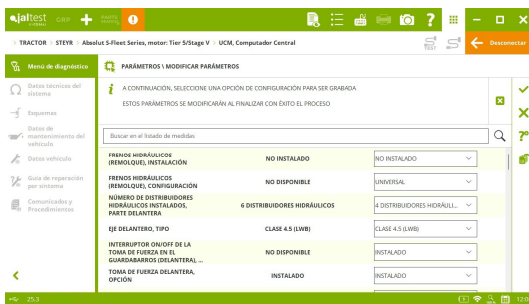 jaltest
GRP
PARTS
TEST
> TRACTOR > STEYR > Absolut S-Fleet Series, motor: Tier 5/Stage V > UCM, Computador Central
Desconectar
Menú de diagnóstico
Datos técnicos del
sistema
Esquemas
Datos de
mantenimiento del
vehículo
Datos vehículo
Guía de reparación
por síntoma
Comunicados y
Procedimientos
PARÁMETROS \ MODIFICAR PARÁMETROS
A CONTINUACIÓN, SELECCIONE UNA OPCIÓN DE CONFIGURACIÓN PARA SER GRABADA
ESTOS PARÁMETROS SE MODIFICARÁN AL FINALIZAR CON ÉXITO EL PROCESO
Buscar en el listado de medidas
FRENOS HIDRÁULICOS
(REMOLQUE), INSTALACIÓN
NO INSTALADO
NO INSTALADO
FRENOS HIDRÁULICOS
(REMOLQUE), CONFIGURACIÓN
NO DISPONIBLE
UNIVERSAL
NÚMERO DE DISTRIBUIDORES
HIDRÁULICOS INSTALADOS,
PARTE DELANTERA
6 DISTRIBUIDORES HIDRÁULICOS
4 DISTRIBUIDORES HIDRÁULI...
EJE DELANTERO, TIPO
CLASE 4.5 (LWB)
CLASE 4.5 (LWB)
INTERRUPTOR ON/OFF DE LA
TOMA DE FUERZA EN EL
GUARDABARROS (DELANTERA), ...
NO DISPONIBLE
INSTALADO
TOMA DE FUERZA DELANTERA,
OPCIÓN
INSTALADO
INSTALADO
25.3